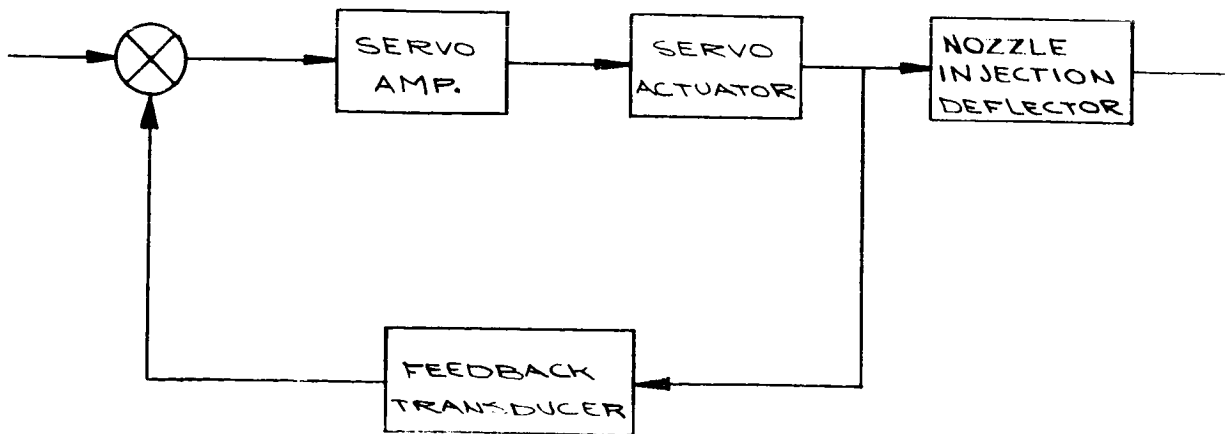 SERVO
AMP.
SERVO
ACTUATOR
NOZZLE
INJECTION
DEFLECTOR
FEEDBACK
TRANSDUCER